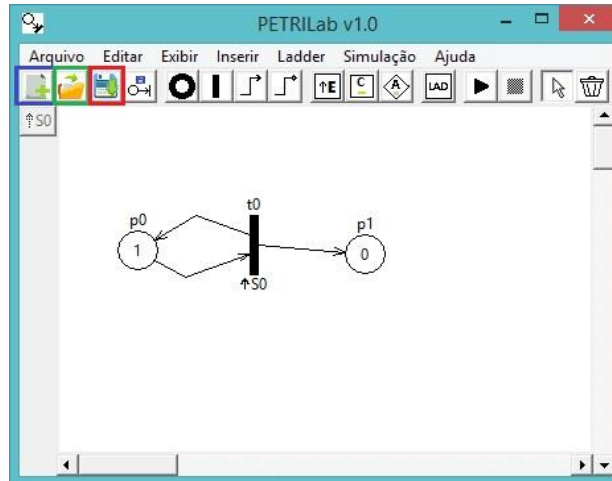 PETRILab v1.0
Arquivo Editar Exibir Inserir Ladder Simulação Ajuda
↑E C A LAD
⇡S0
t0
p0
p1
1
0
↑S0